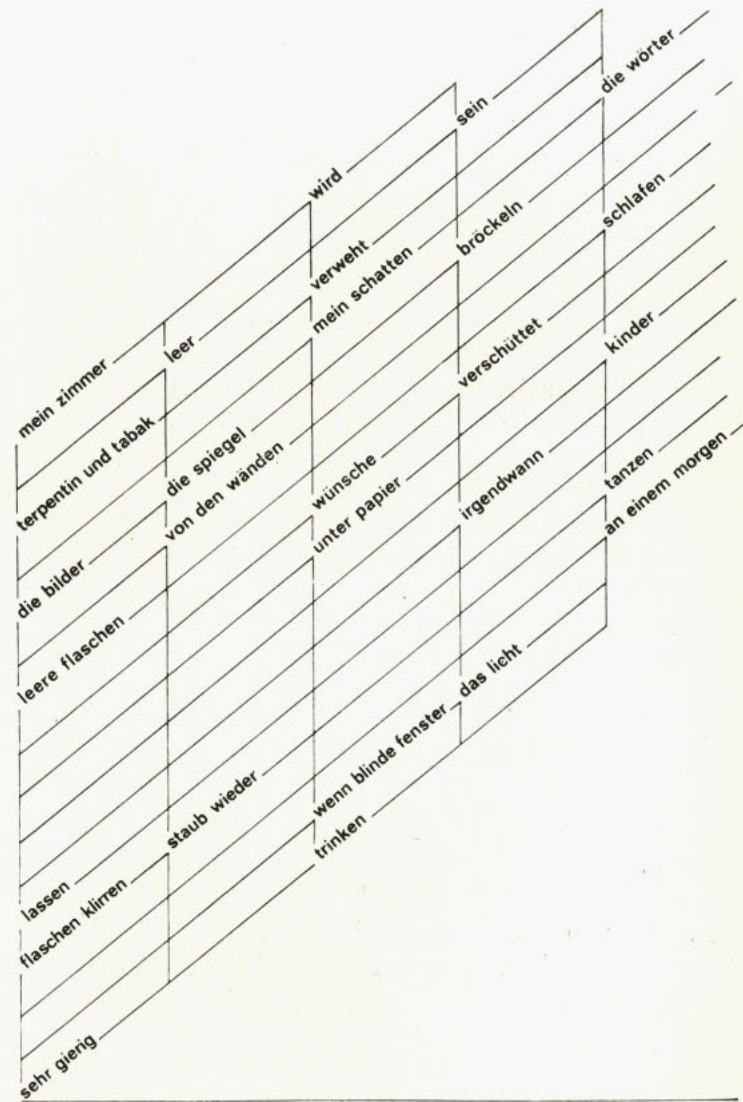 mein zimmer wird
leer sein
terpentin und tabak verweht
mein schatten die wörter
die bilder die spiegel bröckeln
von den wänden
leere flaschen schlafen
wünsche verschüttet
unter papier
kinder
irgendwann
lassen
flaschen klirren staub wieder tanzen
an einem morgen
wenn blinde fenster das licht
sehr gierig trinken